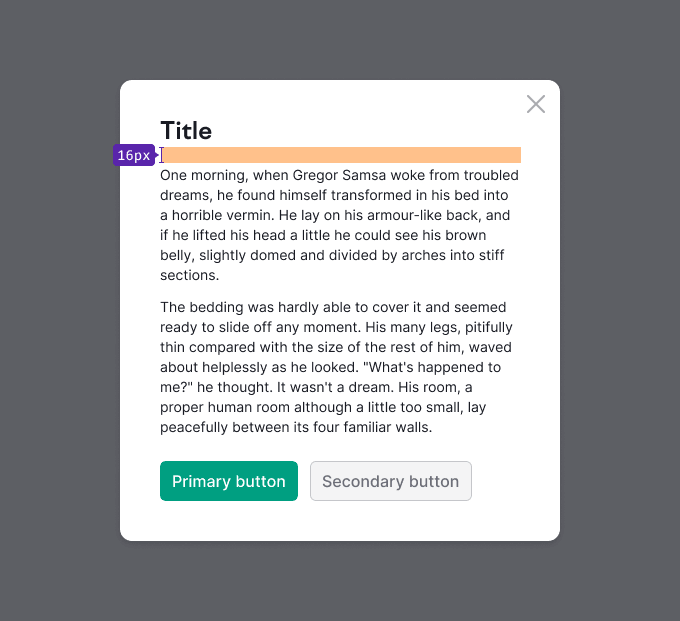 Title
16px
One morning, when Gregor Samsa woke from troubled
dreams, he found himself transformed in his bed into
a horrible vermin. He lay on his armour-like back, and
if he lifted his head a little he could see his brown
belly, slightly domed and divided by arches into stiff
sections.
The bedding was hardly able to cover it and seemed
ready to slide off any moment. His many legs, pitifully
thin compared with the size of the rest of him, waved
about helplessly as he looked. "What's happened to
me?" he thought. It wasn't a dream. His room, a
proper human room although a little too small, lay
peacefully between its four familiar walls.
Primary button
Secondary button